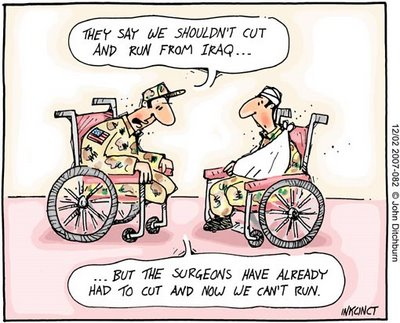 THEY SAY WE SHOULDN'T CUT
AND RUN FROM IRAQ...
...BUT THE SURGEONS HAVE ALREADY
HAD TO CUT AND NOW WE CAN'T RUN.
INKCINCT
12/02 2007-082 © John Ditchburn